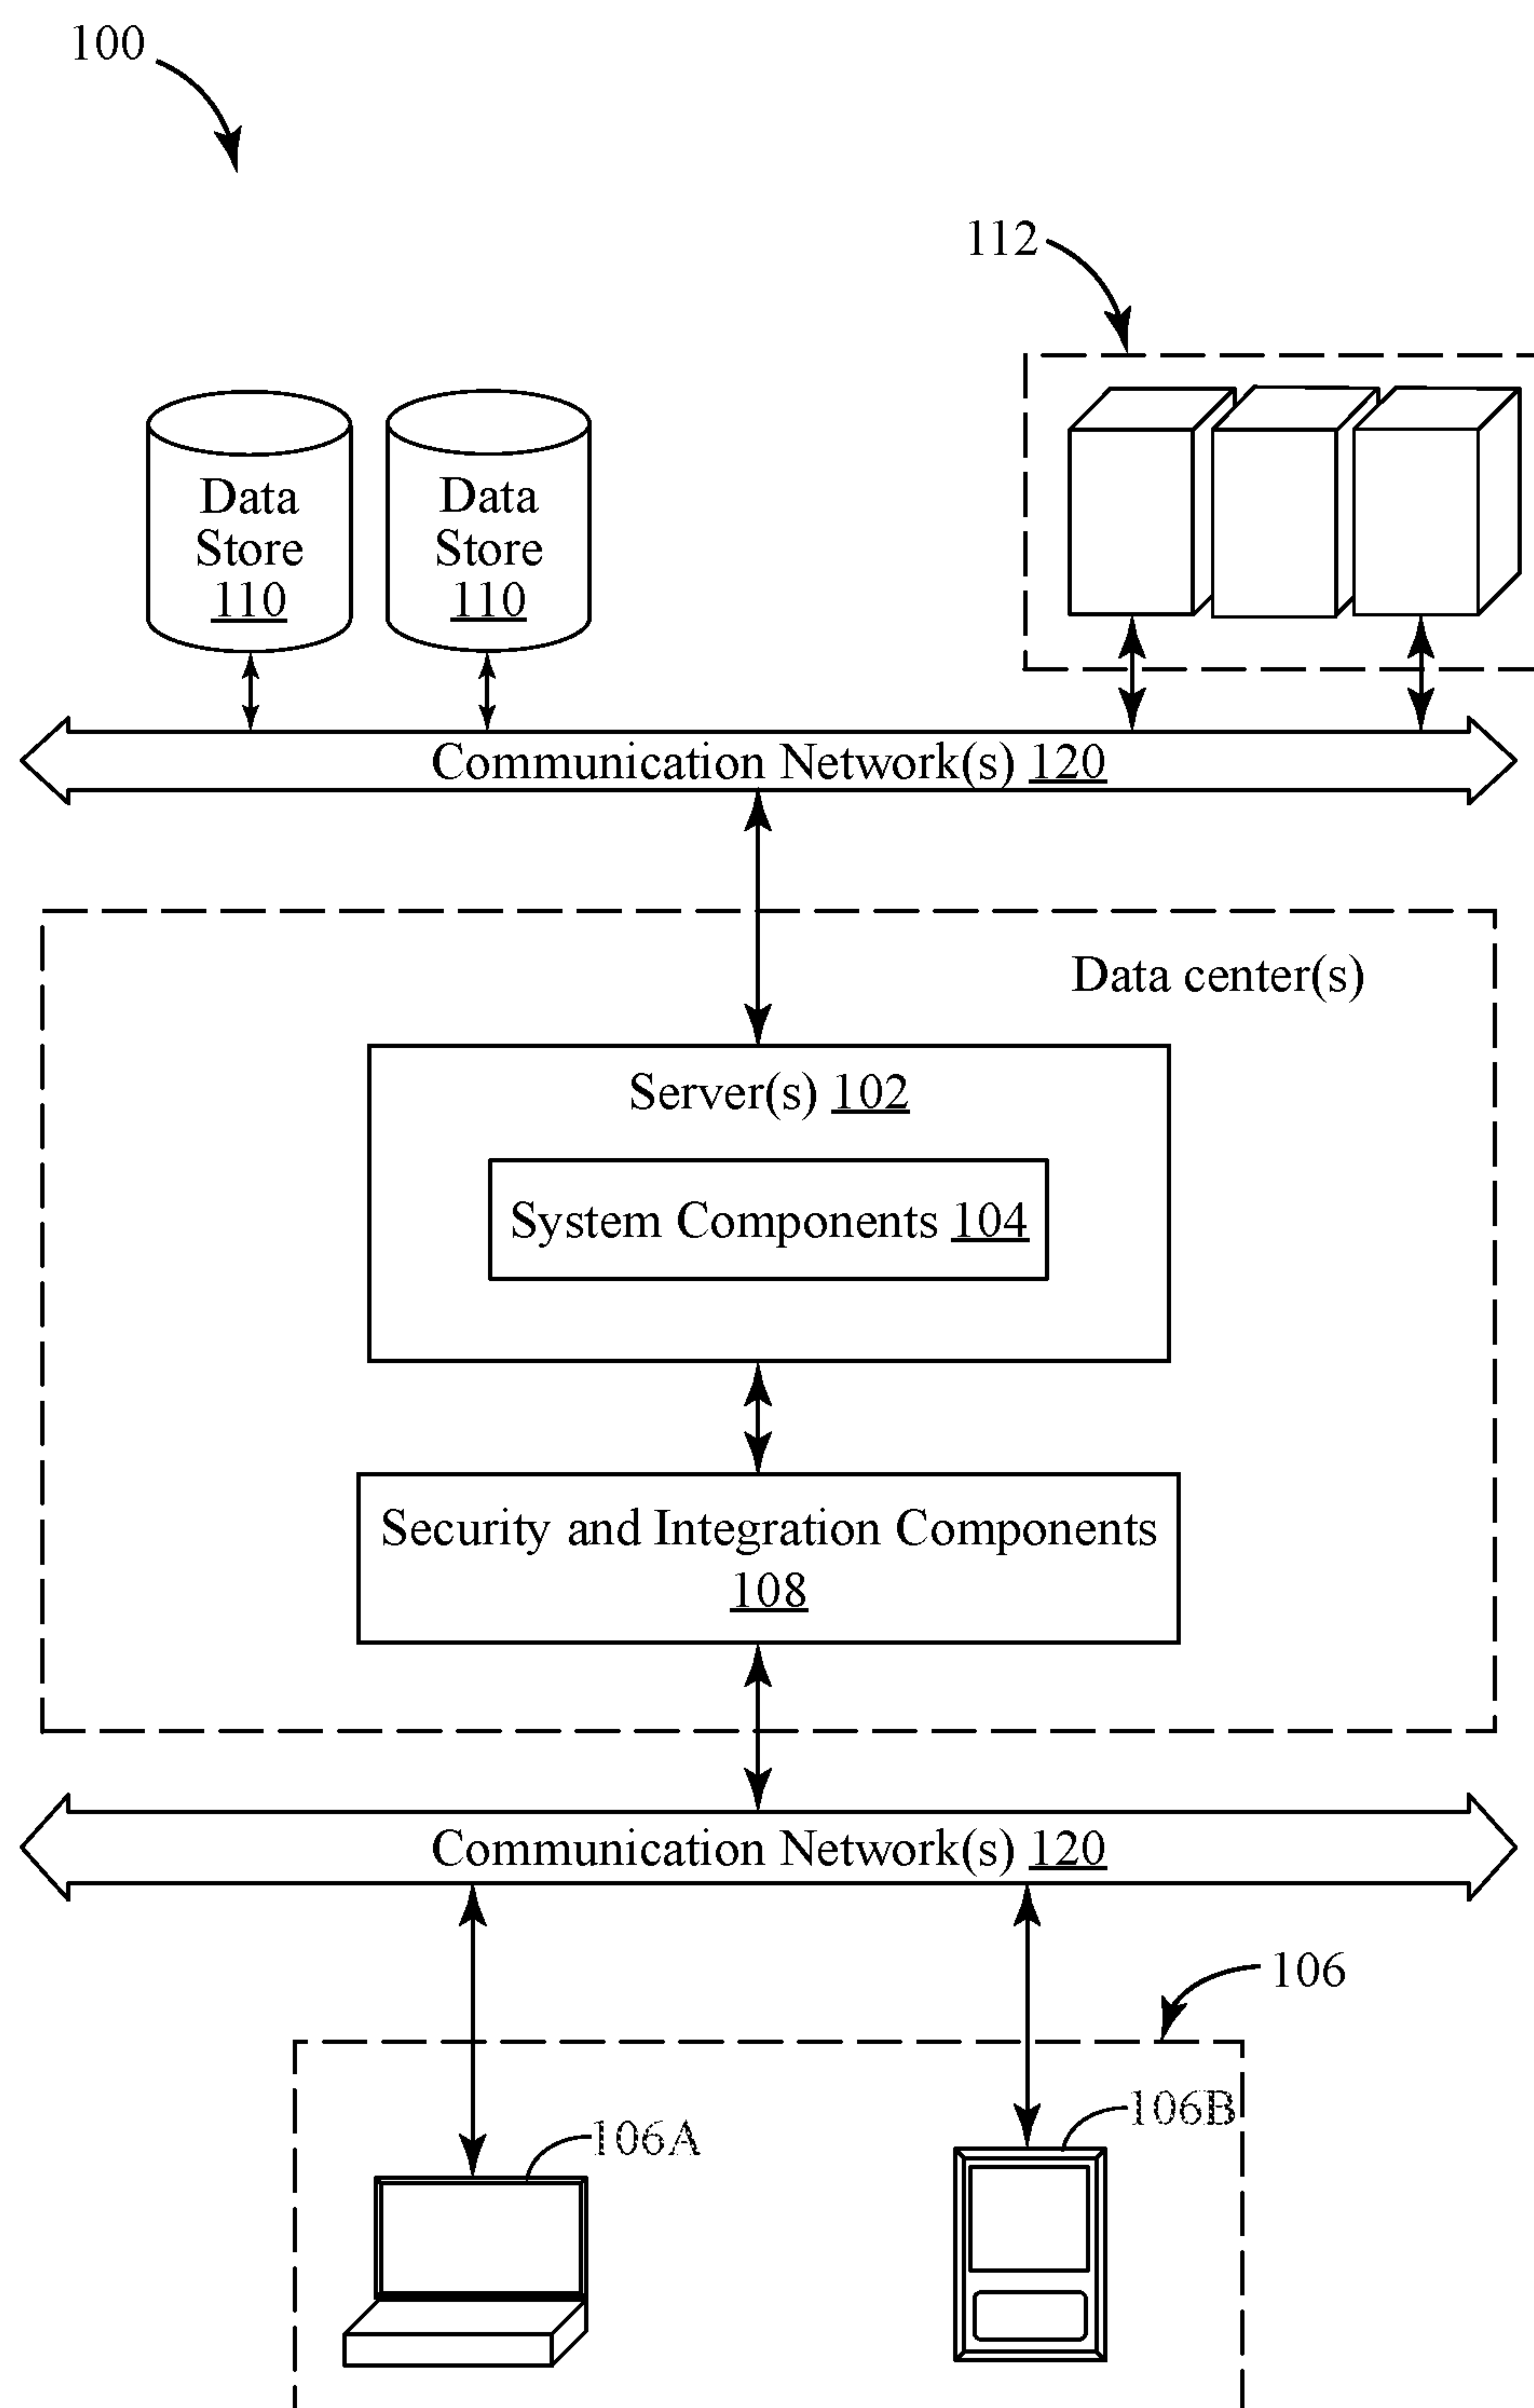 100
112
Data
Store
110
Data
Store
110
Communication Network(s) 120
Data center(s)
Server(s) 102
System Components 104
Security and Integration Components
108
Communication Network(s) 120
106
106B
106A